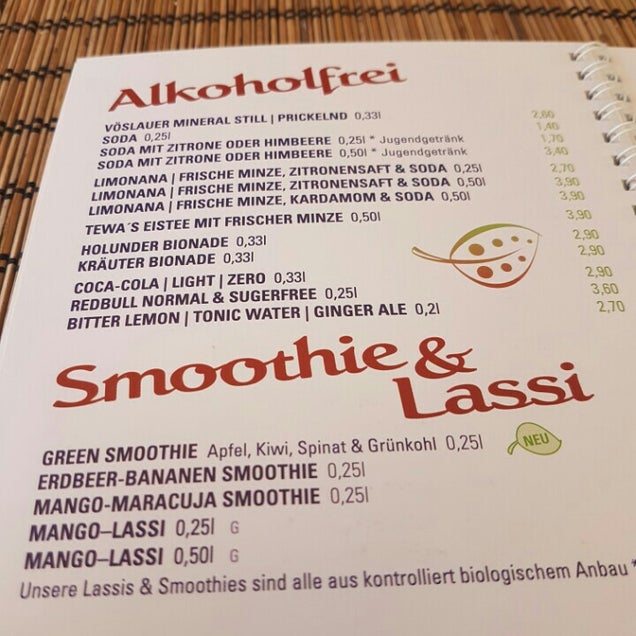 Alkoholfrei
VÖSLAUER MINERAL STILL | PRICKELND 0,33l 2,60
SODA 0,25l 1,40
SODA MIT ZITRONE ODER HIMBEERE 0,25l * Jugendgetränk 1,70
SODA MIT ZITRONE ODER HIMBEERE 0,50l * Jugendgetränk 3,40
LIMONANA | FRISCHE MINZE, ZITRONENSAFT & SODA 0,25l 2,70
LIMONANA | FRISCHE MINZE, ZITRONENSAFT & SODA 0,50l 3,90
LIMONANA | FRISCHE MINZE, KARDAMOM & SODA 0,50l 3,90
TEWA´S EISTEE MIT FRISCHER MINZE 0,50l 3,90
HOLUNDER BIONADE 0,33l 2,90
KRÄUTER BIONADE 0,33l 2,90
COCA-COLA | LIGHT | ZERO 0,33l 2,90
REDBULL NORMAL & SUGERFREE 0,25l 3,60
BITTER LEMON | TONIC WATER | GINGER ALE 0,2l 2,70
Smoothie &
Lassi
GREEN SMOOTHIE Apfel, Kiwi, Spinat & Grünkohl 0,25l NEU
ERDBEER-BANANEN SMOOTHIE 0,25l
MANGO-MARACUJA SMOOTHIE 0,25l
MANGO–LASSI 0,25l G
MANGO–LASSI 0,50l G
Unsere Lassis & Smoothies sind alle aus kontrolliert biologischem Anbau *